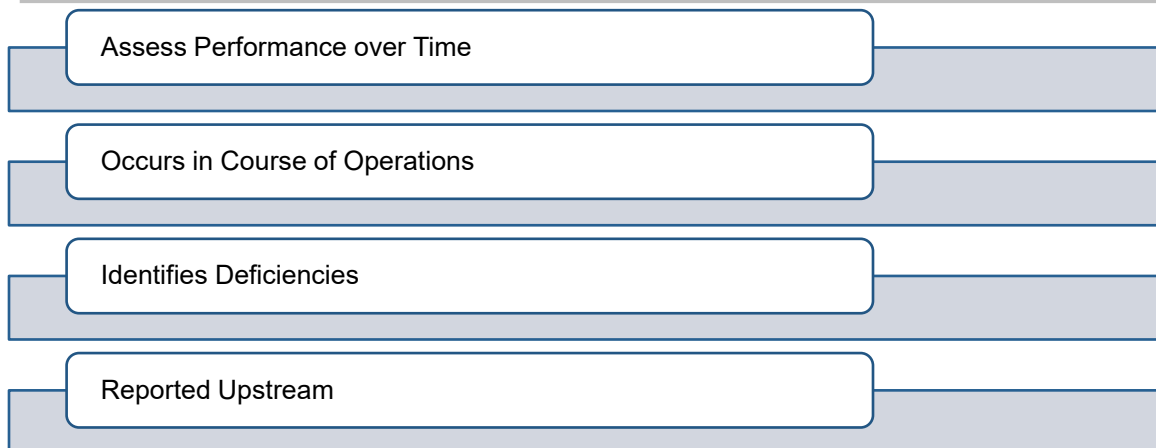 Assess Performance over Time
Occurs in Course of Operations
Identifies Deficiencies
Reported Upstream